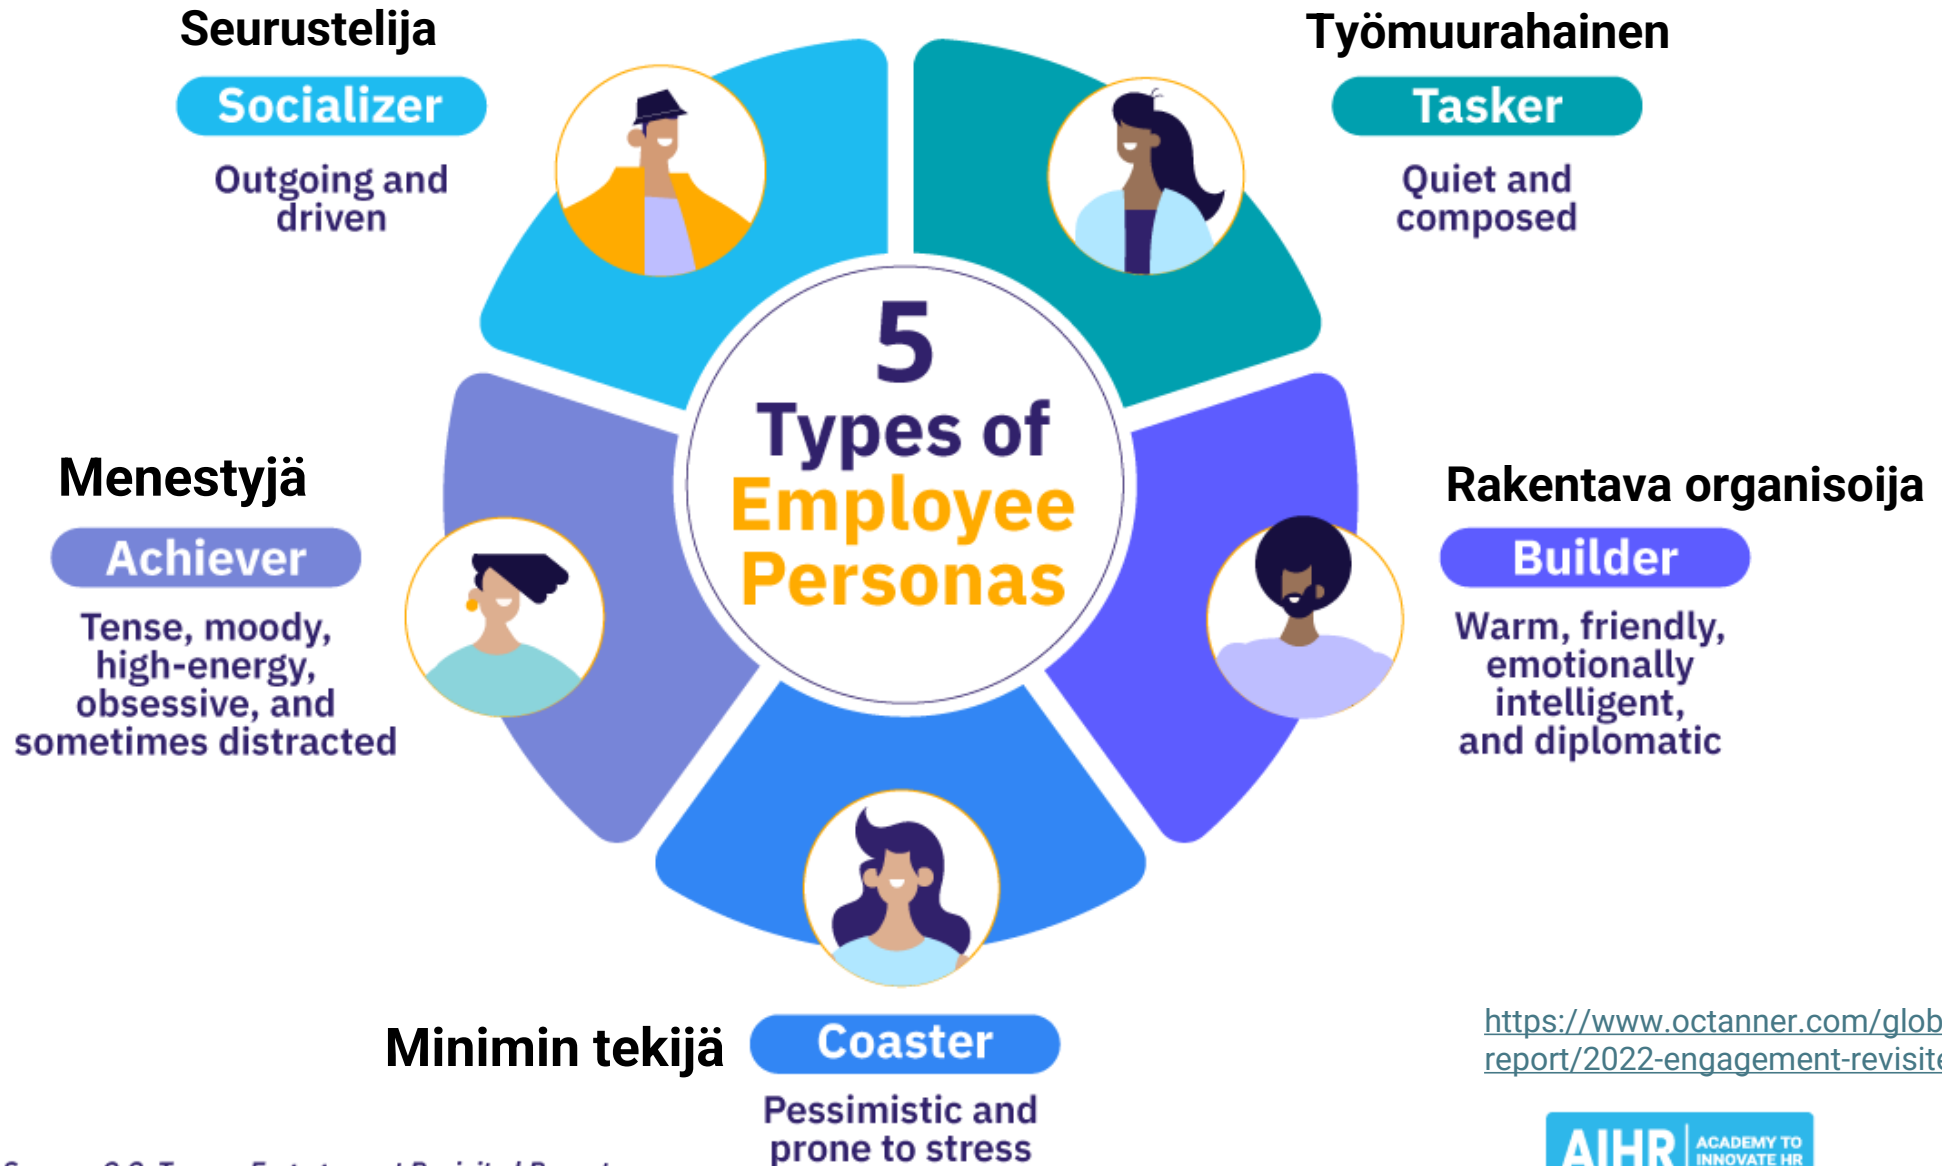 Seurustelija
Socializer
Outgoing and
driven
Työmuurahainen
Tasker
Quiet and
composed
5
Types of
Employee
Personas
Menestyjä
Achiever
Tense, moody,
high-energy,
obsessive, and
sometimes distracted
Rakentava organisoija
Builder
Warm, friendly,
emotionally
intelligent,
and diplomatic
Minimin tekijä
Coaster
Pessimistic and
prone to stress
https://www.octanner.com/glob
report/2022-engagement-revisite
AIHR
ACADEMY TO
INNOVATE HR